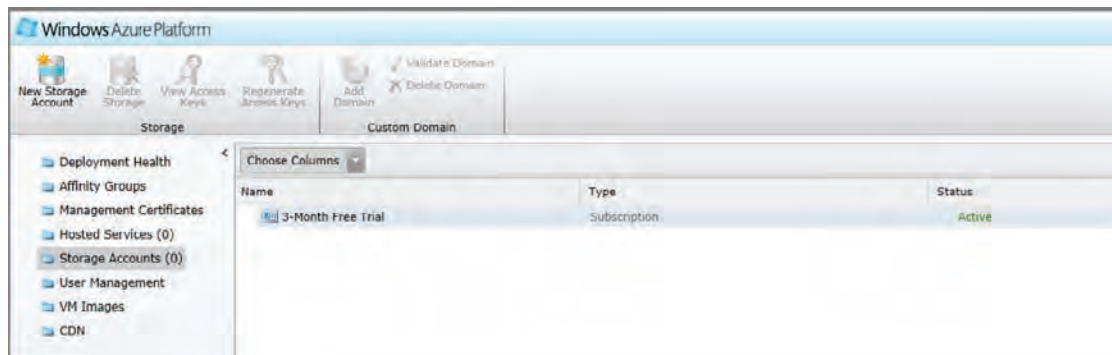 Windows Azure Platform
New Storage Account
Delete Storage
View Access Keys
Regenerate Access Keys
Add Domain
Validate Domain
Delete Domain
Storage
Custom Domain
Deployment Health
Affinity Groups
Management Certificates
Hosted Services (0)
Storage Accounts (0)
User Management
VM Images
CDN
<
Choose Columns
Name Type Status
3-Month Free Trial Subscription Active